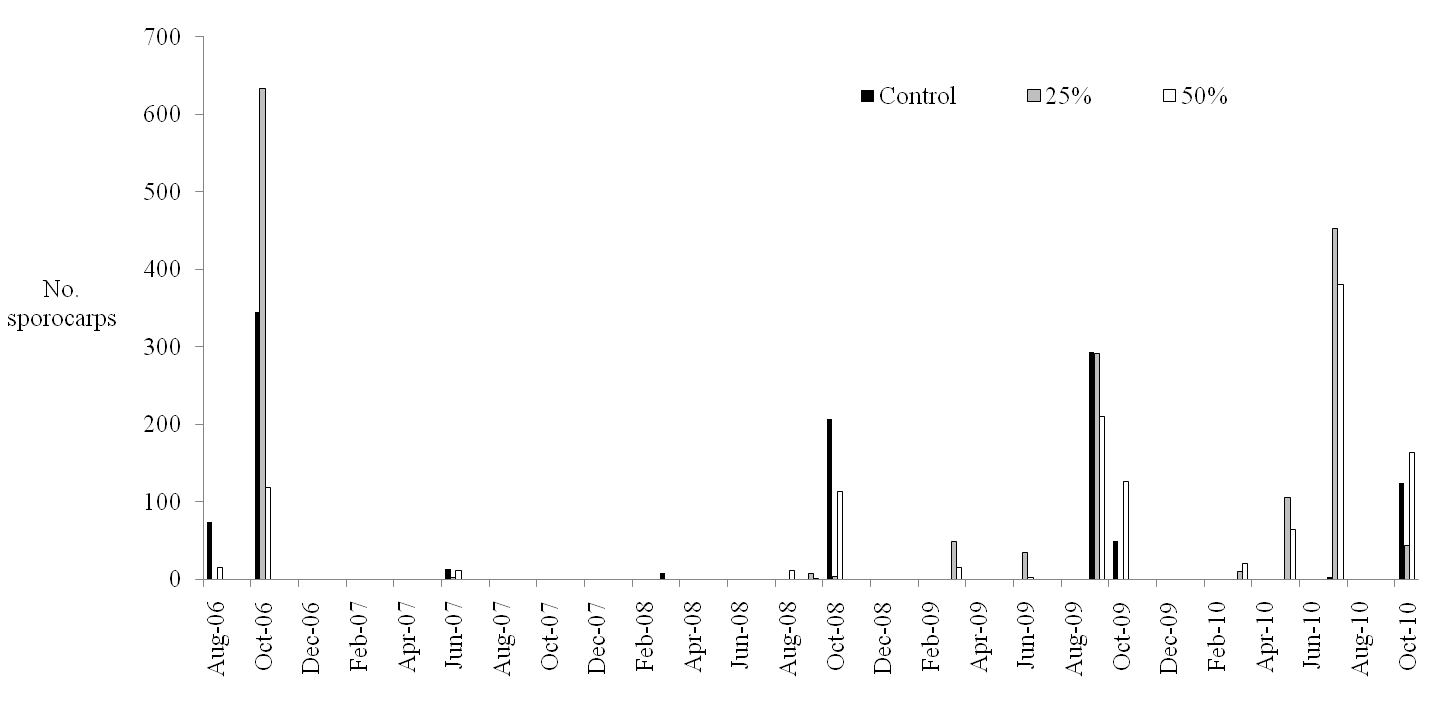 700
600
500
400
300
200
100
0
No.
sporocarps
Control 25% 50%
Aug-06 Oct-06 Dec-06 Feb-07 Apr-07 Jun-07 Aug-07 Oct-07 Dec-07 Feb-08 Apr-08 Jun-08 Aug-08 Oct-08 Dec-08 Feb-09 Apr-09 Jun-09 Aug-09 Oct-09 Dec-09 Feb-10 Apr-10 Jun-10 Aug-10 Oct-10